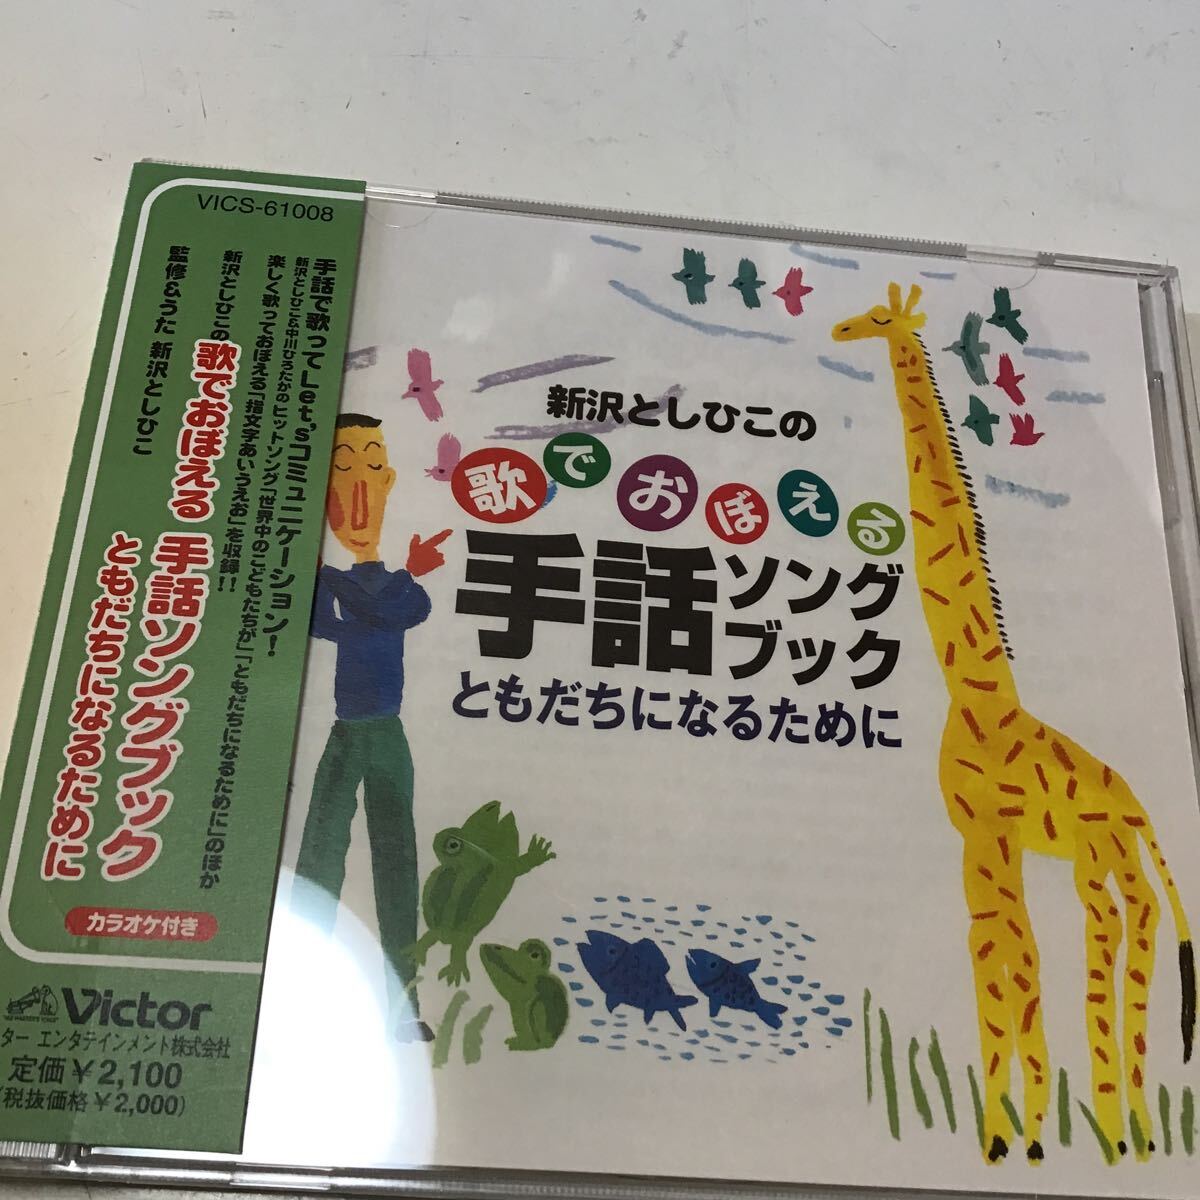 VICS-61008
手話で歌ってLet'sコミュニケーション!
新沢としひこ&中川ひろたかのヒットソング「世界中のこどもたちが」「ともだちになるために」のほか
楽しく歌っておぼえる「指文字あいうえお」を収録!!
新沢としひこの
歌でおぼえる 手話ソングブック
ともだちになるために
監修&うた 新沢としひこ
カラオケ付き
"HIS MASTER'S VOICE"
Victor
ター エンタテインメント株式会社
定価¥2,100
(税抜価格¥2,000)
新沢としひこの
歌でおぼえる
手話ソング
ブック
ともだちになるために